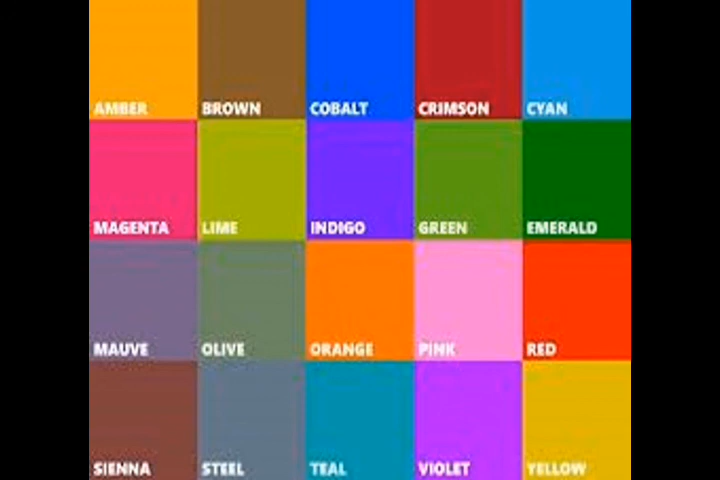 AMBER BROWN COBALT CRIMSON CYAN
MAGENTA LIME INDIGO GREEN EMERALD
MAUVE OLIVE ORANGE PINK RED
SIENNA STEEL TEAL VIOLET YELLOW